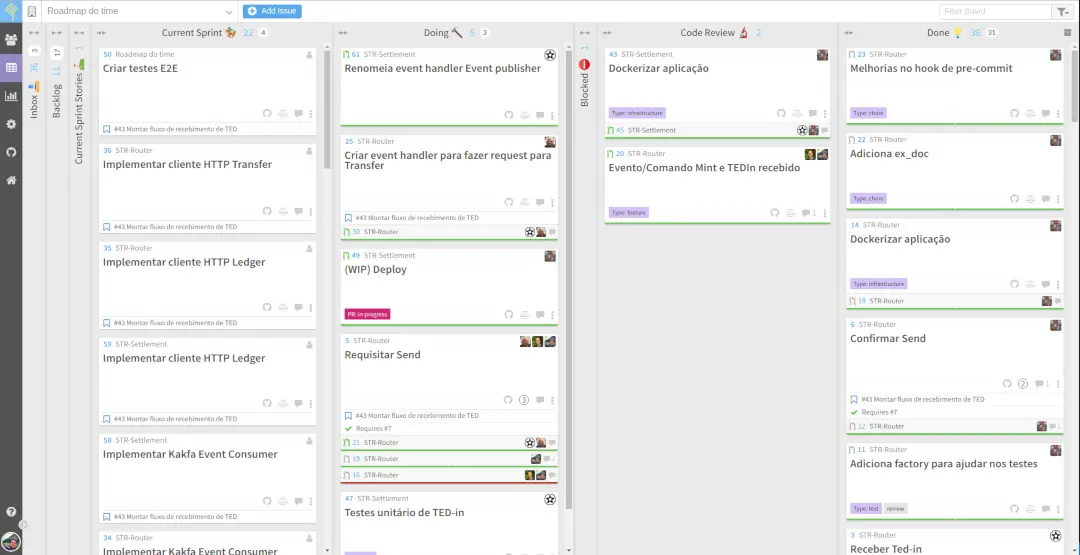 Roadmap do time
Add Issue
Filter Board
Inbox 36 3
Backlog 11 17
Current Sprint Stories 1
Current Sprint 22 4
50 Roadmap do time
Criar testes E2E
#43 Montar fluxo de recebimento de TED
36 STR-Router
Implementar cliente HTTP Transfer
#43 Montar fluxo de recebimento de TED
35 STR-Router
Implementar cliente HTTP Ledger
#43 Montar fluxo de recebimento de TED
59 STR-Settlement
Implementar cliente HTTP Ledger
#43 Montar fluxo de recebimento de TED
58 STR-Settlement
Implementar Kakfa Event Consumer
#43 Montar fluxo de recebimento de TED
34 STR-Router
Implementar Kakfa Event Consumer
Doing 5 3
61 STR-Settlement
Renomeia event handler Event publisher
25 STR-Router
Criar event handler para fazer request para
Transfer
#43 Montar fluxo de recebimento de TED
30 STR-Router
49 STR-Settlement
(WIP) Deploy
PR: in-progress
5 STR-Router
Requisitar Send
3
#43 Montar fluxo de recebimento de TED
Requires #7
21 STR-Router
19 STR-Router
16 STR-Router
47 STR-Settlement
Testes unitário de TED-in
Blocked 1
Code Review 2
43 STR-Settlement
Dockerizar aplicação
Type: infrastructure
45 STR-Settlement
20 STR-Router
Evento/Comando Mint e TEDIn recebido
Type: feature
1
Done 36 31
23 STR-Router
Melhorias no hook de pre-commit
Type: chore
22 STR-Router
Adiciona ex_doc
Type: chore
14 STR-Router
Dockerizar aplicação
Type: infrastructure
18 STR-Router
6 STR-Router
Confirmar Send
2 1
#43 Montar fluxo de recebimento de TED
Requires #7
12 STR-Router
11 STR-Router
Adiciona factory para ajudar nos testes
Type: test review
3 STR-Router
Receber Ted-in